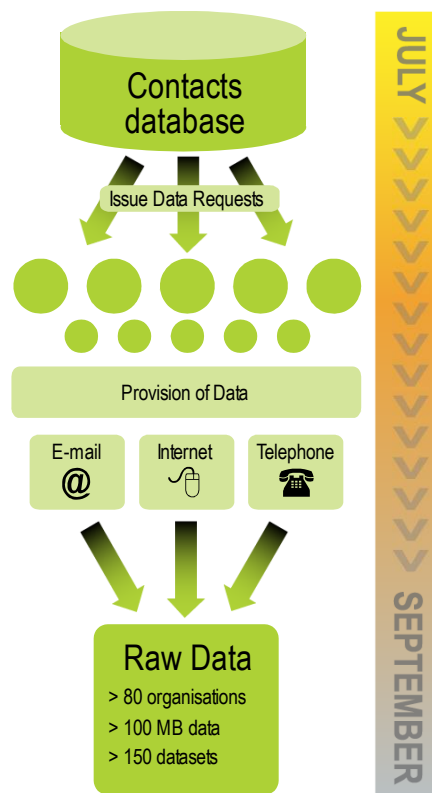 Contacts
database
Issue Data Requests
Provision of Data
E-mail
@
Internet
Telephone
Raw Data
> 80 organisations
> 100 MB data
> 150 datasets
JULY
SEPTEMBER